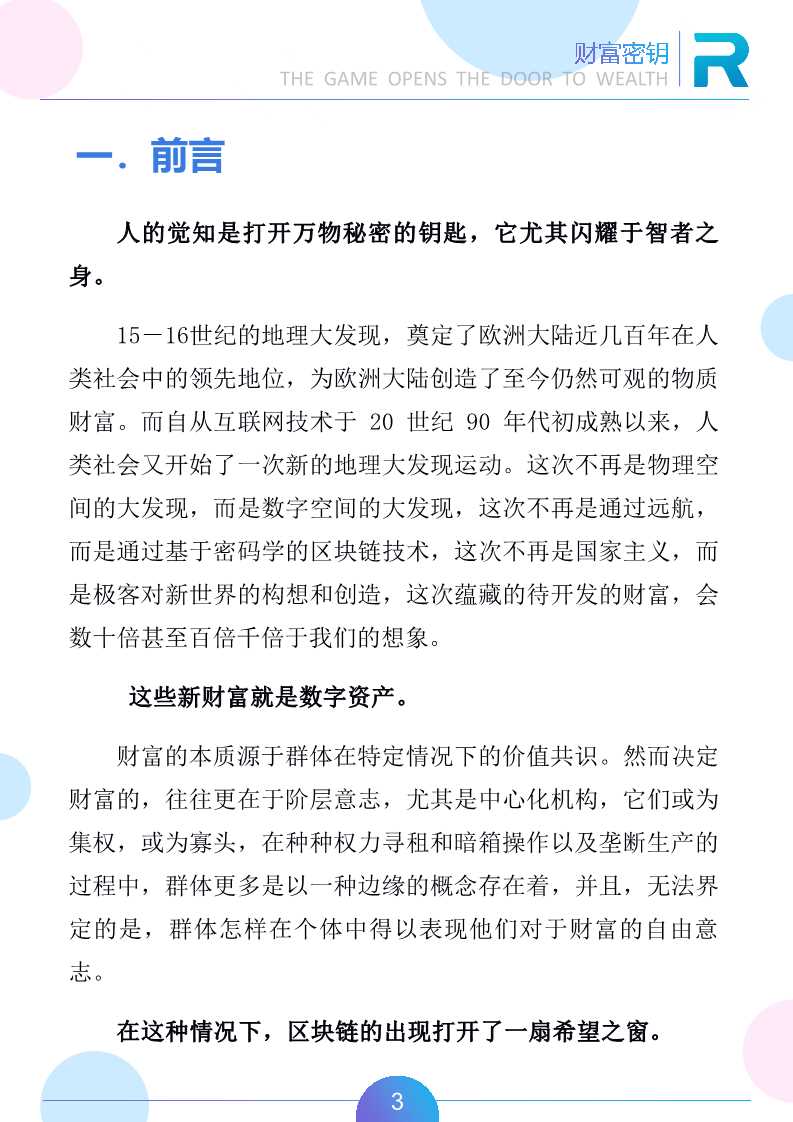 财富密钥
THE GAME OPENS THE DOOR TO WEALTH
一. 前言
人的觉知是打开万物秘密的钥匙，它尤其闪耀于智者之
身。
15－16世纪的地理大发现，奠定了欧洲大陆近几百年在人
类社会中的领先地位，为欧洲大陆创造了至今仍然可观的物质
财富。而自从互联网技术于 20 世纪 90 年代初成熟以来，人
类社会又开始了一次新的地理大发现运动。这次不再是物理空
间的大发现，而是数字空间的大发现，这次不再是通过远航，
而是通过基于密码学的区块链技术，这次不再是国家主义，而
是极客对新世界的构想和创造，这次蕴藏的待开发的财富，会
数十倍甚至百倍千倍于我们的想象。
这些新财富就是数字资产。
财富的本质源于群体在特定情况下的价值共识。然而决定
财富的，往往更在于阶层意志，尤其是中心化机构，它们或为
集权，或为寡头，在种种权力寻租和暗箱操作以及垄断生产的
过程中，群体更多是以一种边缘的概念存在着，并且，无法界
定的是，群体怎样在个体中得以表现他们对于财富的自由意
志。
在这种情况下，区块链的出现打开了一扇希望之窗。
3